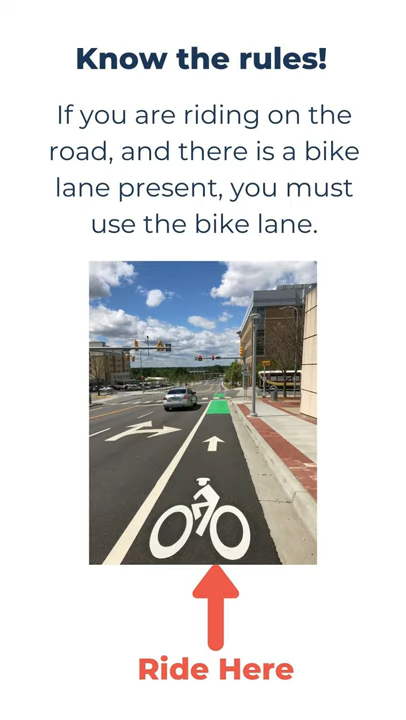 Know the rules!
If you are riding on the
road, and there is a bike
lane present, you must
use the bike lane.
Ride Here